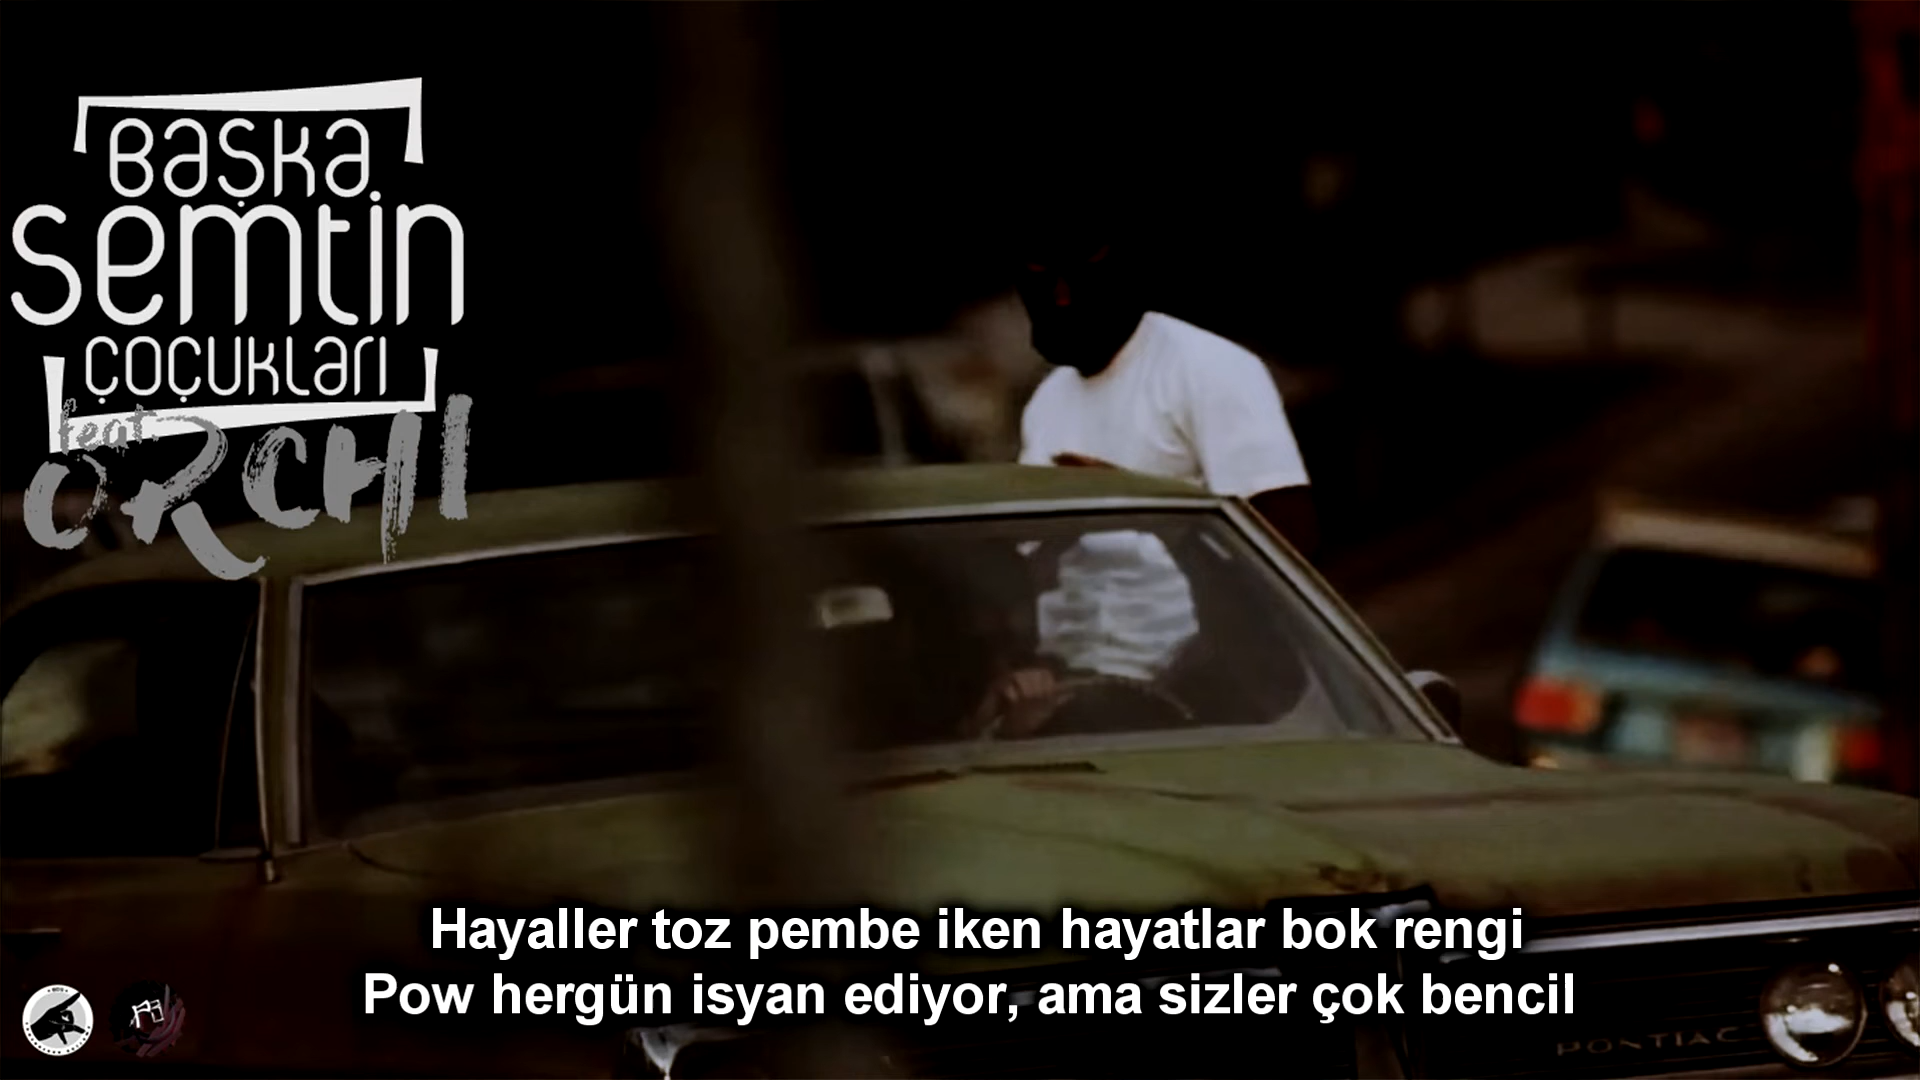 BAŞKA
semtin
ÇOÇUKLARI
feat.
ORCHI
Hayaller toz pembe iken hayatlar bok rengi
Pow hergün isyan ediyor, ama sizler çok bencil
PONTIAC